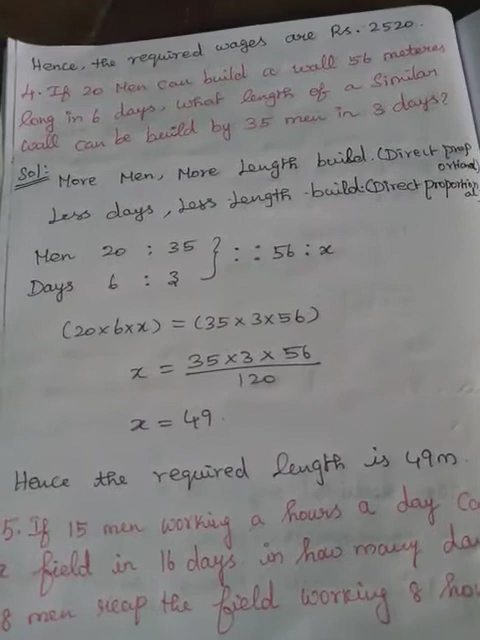 Hence, the required wages are Rs. 2520.
4. If 20 Men can build a wall 56 meteres
long in 6 days, what length of a Similar
wall can be build by 35 men in 3 days?
Sol: More Men, More Length build. (Direct proportional)
Less days, Less Length build. (Direct proportional)
Men 20 : 35 } : : 56 : x
Days 6 : 3
(20×6×x) = (35×3×56)
x = 35×3×56 / 120
x = 49.
Hence the required length is 49m.
5. If 15 men working a hours a day
field in 16 days in how many
8 men reap the field working 8